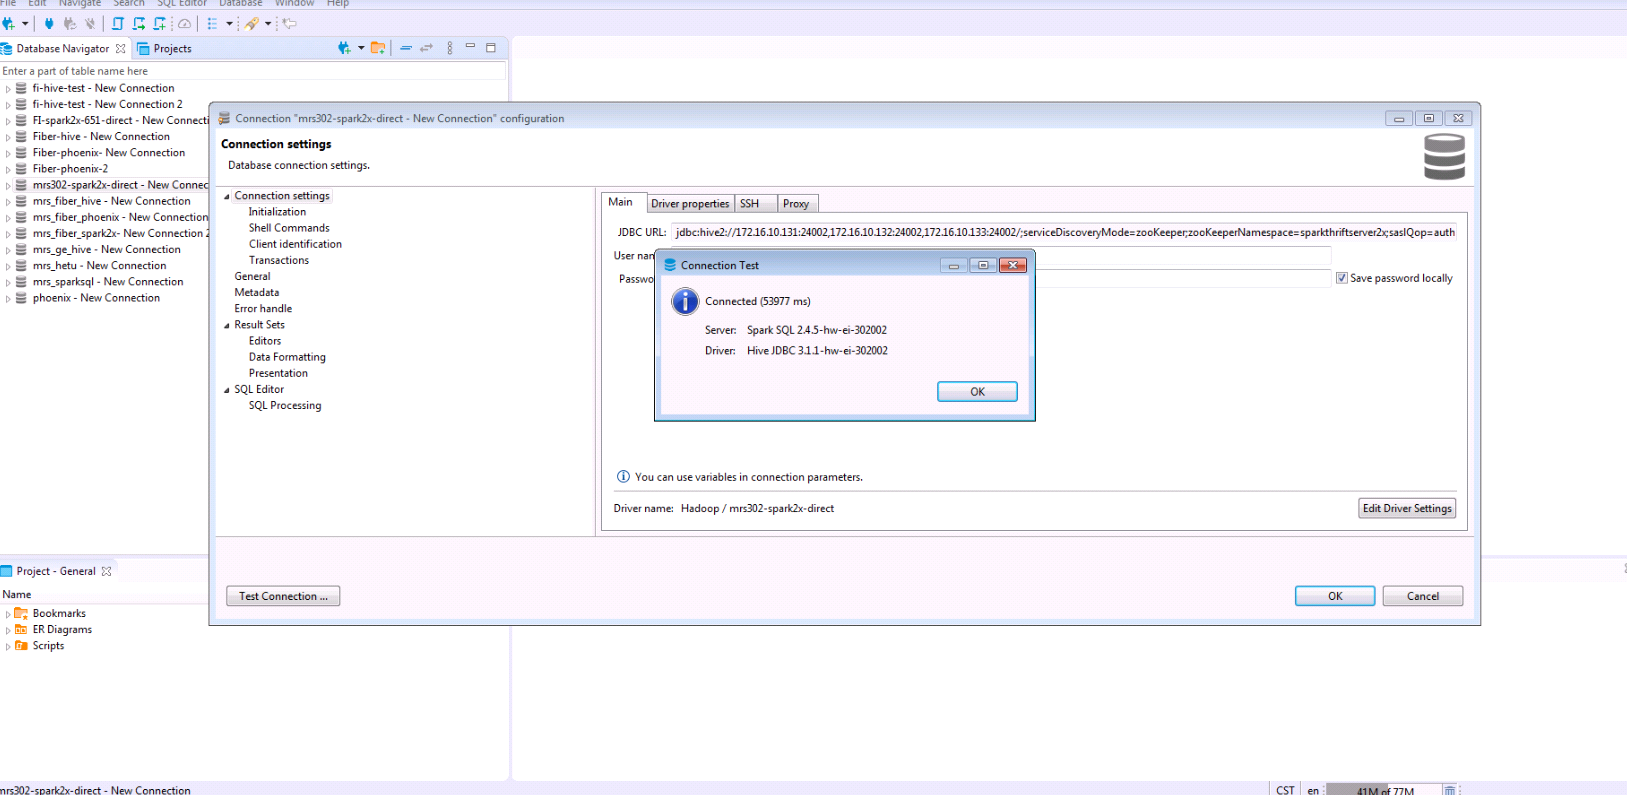 File Edit Navigate Search SQL Editor Database Window Help
Database Navigator Projects
Enter a part of table name here
fi-hive-test - New Connection
fi-hive-test - New Connection 2
FI-spark2x-651-direct - New Connecti
Fiber-hive - New Connection
Fiber-phoenix- New Connection
Fiber-phoenix-2
mrs302-spark2x-direct - New Connec
mrs_fiber_hive - New Connection
mrs_fiber_phoenix - New Connection
mrs_fiber_spark2x- New Connection 2
mrs_ge_hive - New Connection
mrs_hetu - New Connection
mrs_sparksql - New Connection
phoenix - New Connection
Connection "mrs302-spark2x-direct - New Connection" configuration
Connection settings
Database connection settings.
Connection settings
Initialization
Shell Commands
Client identification
Transactions
General
Metadata
Error handle
Result Sets
Editors
Data Formatting
Presentation
SQL Editor
SQL Processing
Main Driver properties SSH Proxy
JDBC URL: jdbc:hive2://172.16.10.131:24002,172.16.10.132:24002,172.16.10.133:24002/;serviceDiscoveryMode=zooKeeper;zooKeeperNamespace=sparkthriftserver2x;saslQop=auth
User nan
Passwo
Save password locally
Connection Test
Connected (53977 ms)
Server: Spark SQL 2.4.5-hw-ei-302002
Driver: Hive JDBC 3.1.1-hw-ei-302002
OK
You can use variables in connection parameters.
Driver name: Hadoop / mrs302-spark2x-direct
Edit Driver Settings
Test Connection ...
OK Cancel
Project - General
Name
Bookmarks
ER Diagrams
Scripts
mrs302-spark2x-direct - New Connection
CST en 41M of 77M